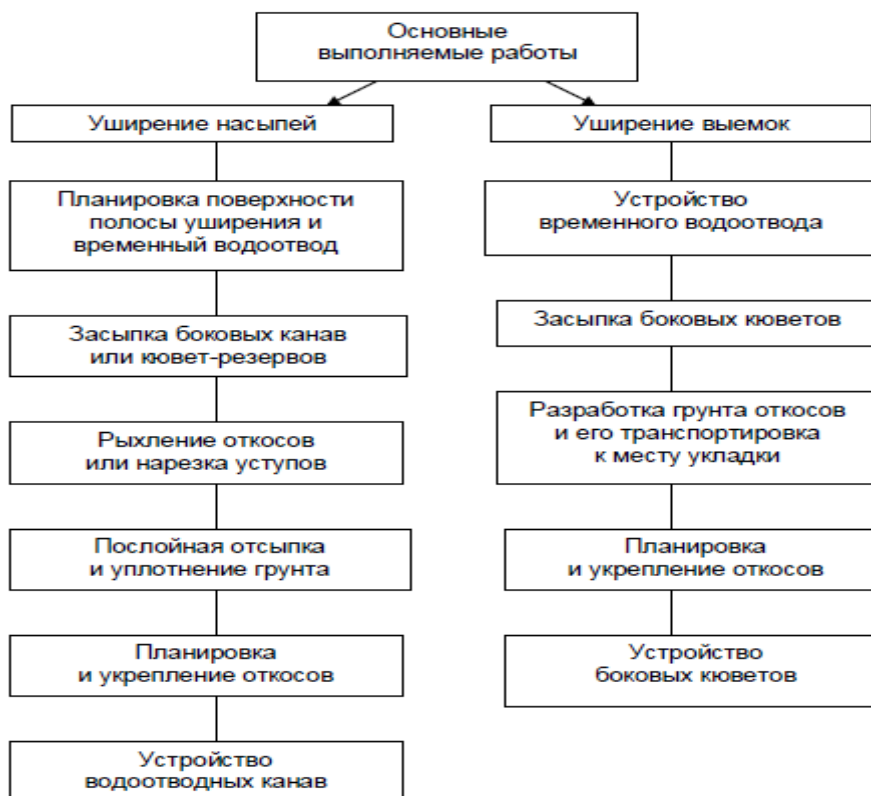 Основные
выполняемые работы
Уширение насыпей
Планировка поверхности
полосы уширения и
временный водоотвод
Засыпка боковых канав
или кювет-резервов
Рыхление откосов
или нарезка уступов
Послойная отсыпка
и уплотнение грунта
Планировка
и укрепление откосов
Устройство
водоотводных канав
Уширение выемок
Устройство
временного водоотвода
Засыпка боковых кюветов
Разработка грунта откосов
и его транспортировка
к месту укладки
Планировка
и укрепление откосов
Устройство
боковых кюветов